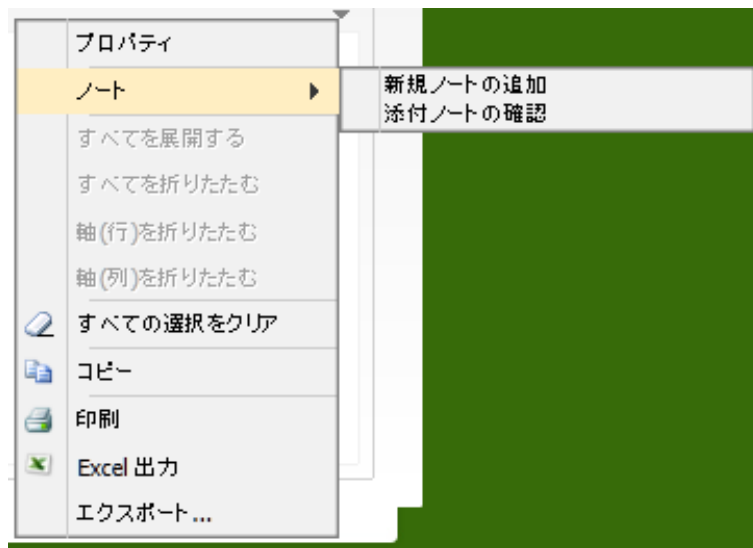 プロパティ
ノート
新規ノートの追加
添付ノートの確認
すべてを展開する
すべてを折りたたむ
軸(行)を折りたたむ
軸(列)を折りたたむ
すべての選択をクリア
コピー
印刷
Excel 出力
エクスポート...